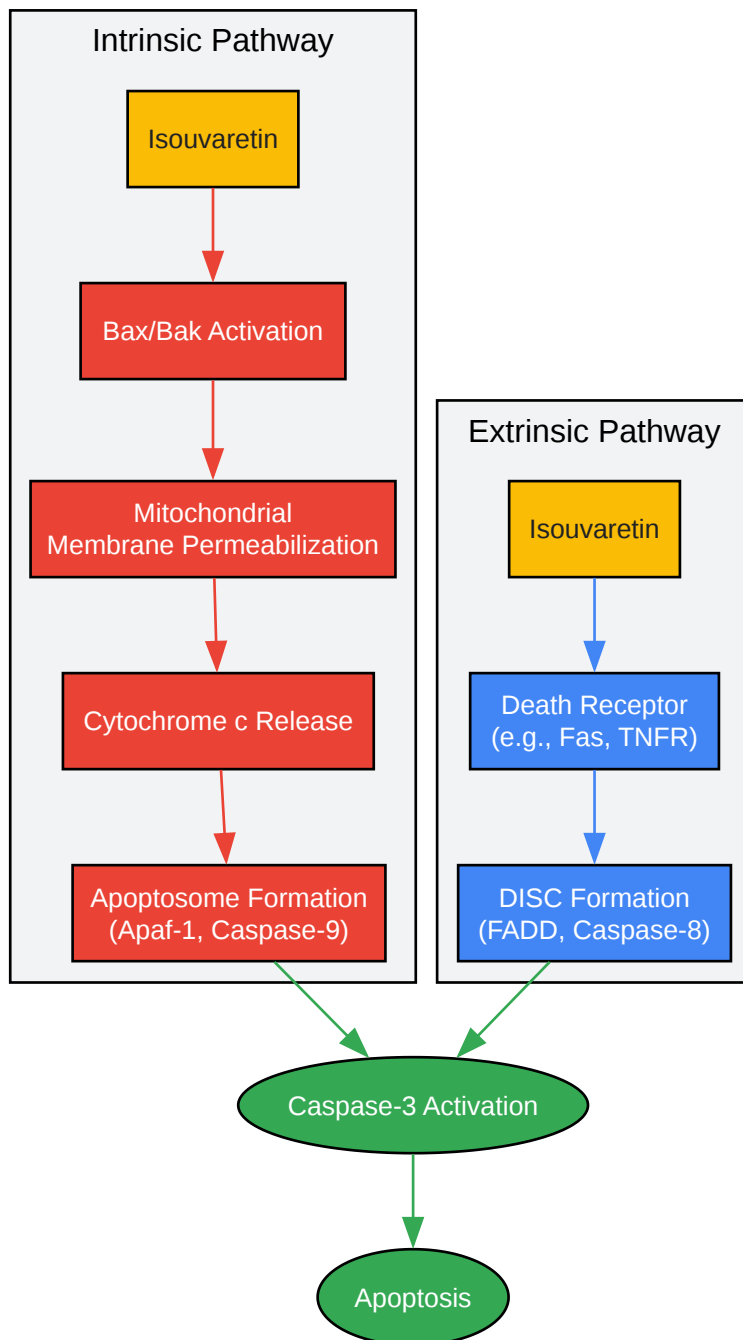 Intrinsic Pathway
Isouvaretin
Bax/Bak Activation
Mitochondrial
Membrane Permeabilization
Cytochrome c Release
Apoptosome Formation
(Apaf-1, Caspase-9)
Extrinsic Pathway
Isouvaretin
Death Receptor
(e.g., Fas, TNFR)
DISC Formation
(FADD, Caspase-8)
Caspase-3 Activation
Apoptosis